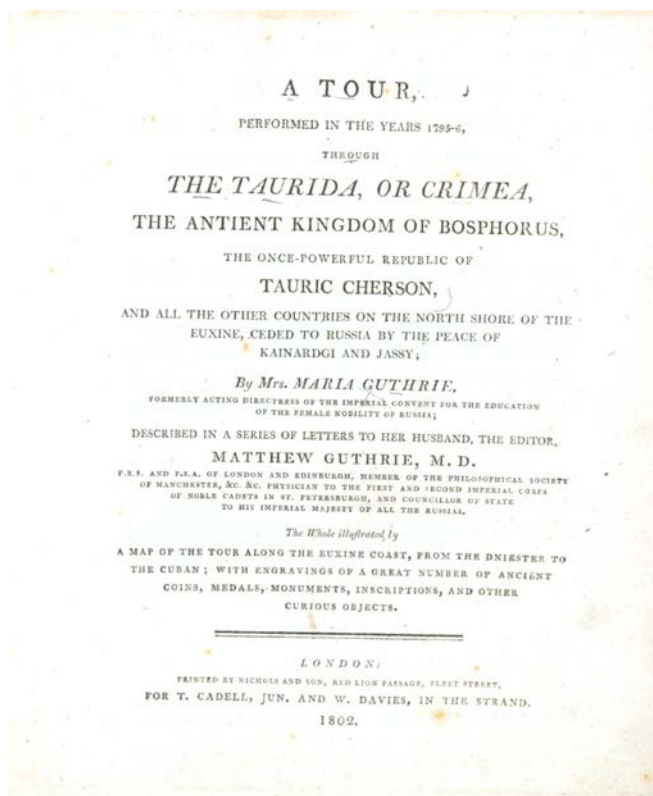 A TOUR,
PERFORMED IN THE YEARS 1795-6,
THROUGH
THE TAURIDA, OR CRIMEA,
THE ANTIENT KINGDOM OF BOSPHORUS,
THE ONCE-POWERFUL REPUBLIC OF
TAURIC CHERSON,
AND ALL THE OTHER COUNTRIES ON THE NORTH SHORE OF THE
EUXINE, CEDED TO RUSSIA BY THE PEACE OF
KAINARDGI AND JASSY;
By Mrs. MARIA GUTHRIE,
FORMERLY ACTING DIRECTRESS OF THE IMPERIAL CONVENT FOR THE EDUCATION
OF THE FEMALE NOBILITY OF RUSSIA;
DESCRIBED IN A SERIES OF LETTERS TO HER HUSBAND, THE EDITOR,
MATTHEW GUTHRIE, M. D.
F.R.S. AND F.S.A. OF LONDON AND EDINBURGH, MEMBER OF THE PHILOSOPHICAL SOCIETY
OF MANCHESTER, &C. &C. PHYSICIAN TO THE FIRST AND SECOND IMPERIAL CORPS
OF NOBLE CADETS IN ST. PETERSBURGH, AND COUNCILLOR OF STATE
TO HIS IMPERIAL MAJESTY OF ALL THE RUSSIAS.
The Whole illuſtrated by
A MAP OF THE TOUR ALONG THE EUXINE COAST, FROM THE DNIESTER TO
THE CUBAN; WITH ENGRAVINGS OF A GREAT NUMBER OF ANCIENT
COINS, MEDALS, MONUMENTS, INSCRIPTIONS, AND OTHER
CURIOUS OBJECTS.
LONDON:
PRINTED BY NICHOLS AND SON, RED LION PASSAGE, FLEET STREET,
FOR T. CADELL, JUN. AND W. DAVIES, IN THE STRAND.
1802.